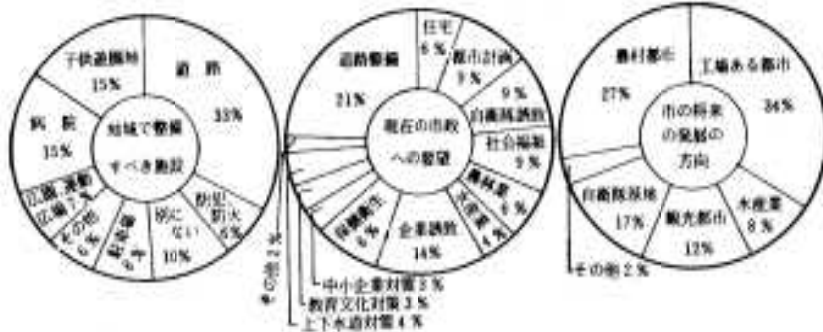 地域で整備
すべき施設
道路
33%
防犯
防火
6%
別に
ない
10%
駐車場
8%
その他
6%
広場 7%
病院
15%
子供遊園地
15%
現在の市政
への要望
住宅
6%
都市計画
9%
9%
自衛隊誘致
社会福祉
9%
農林業
6%
水産業
4%
企業誘致
14%
保健衛生
6%
中小企業対策 3%
教育文化対策 3%
上下水道対策 4%
その他 2%
道路整備
21%
市の将来
の発展の
方向
工場ある都市
34%
水産業
8%
観光都市
12%
自衛隊基地
17%
その他 2%
農村都市
27%